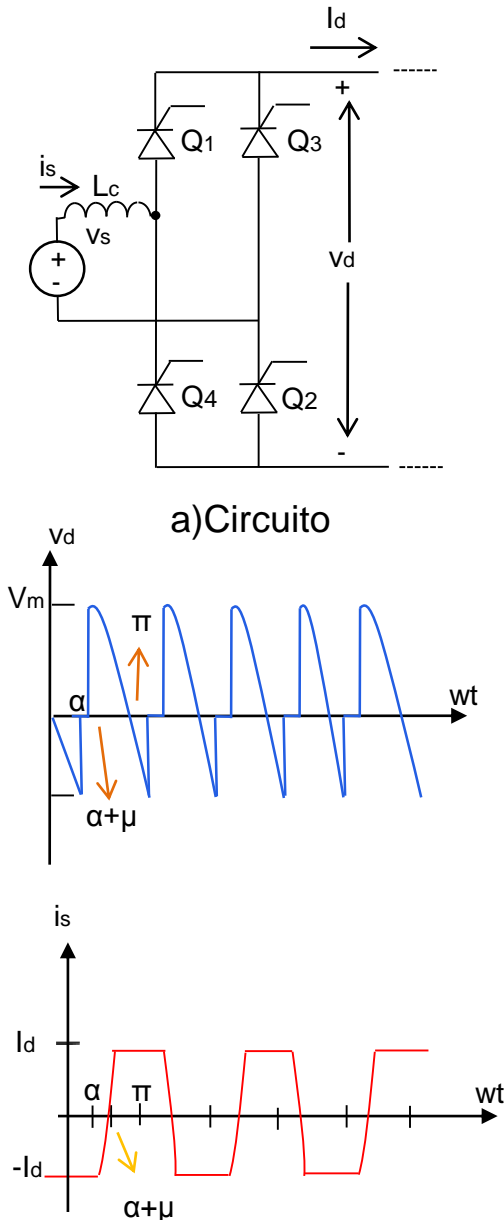 Id
+
Q1
Q3
is
Lc
vs
+
-
vd
Q4
Q2
-
a)Circuito
vd
Vm
π
α
wt
α+μ
is
Id
α
π
wt
-Id
α+μ